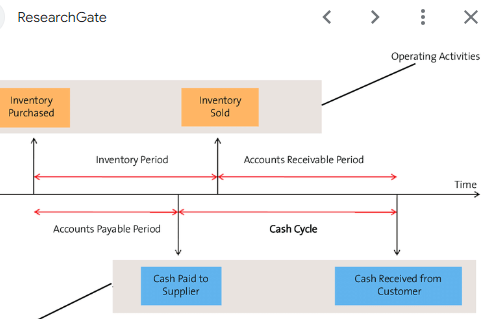 ResearchGate
Operating Activities
Inventory
Purchased
Inventory
Sold
Inventory Period
Accounts Receivable Period
Time
Accounts Payable Period
Cash Cycle
Cash Paid to
Supplier
Cash Received from
Customer